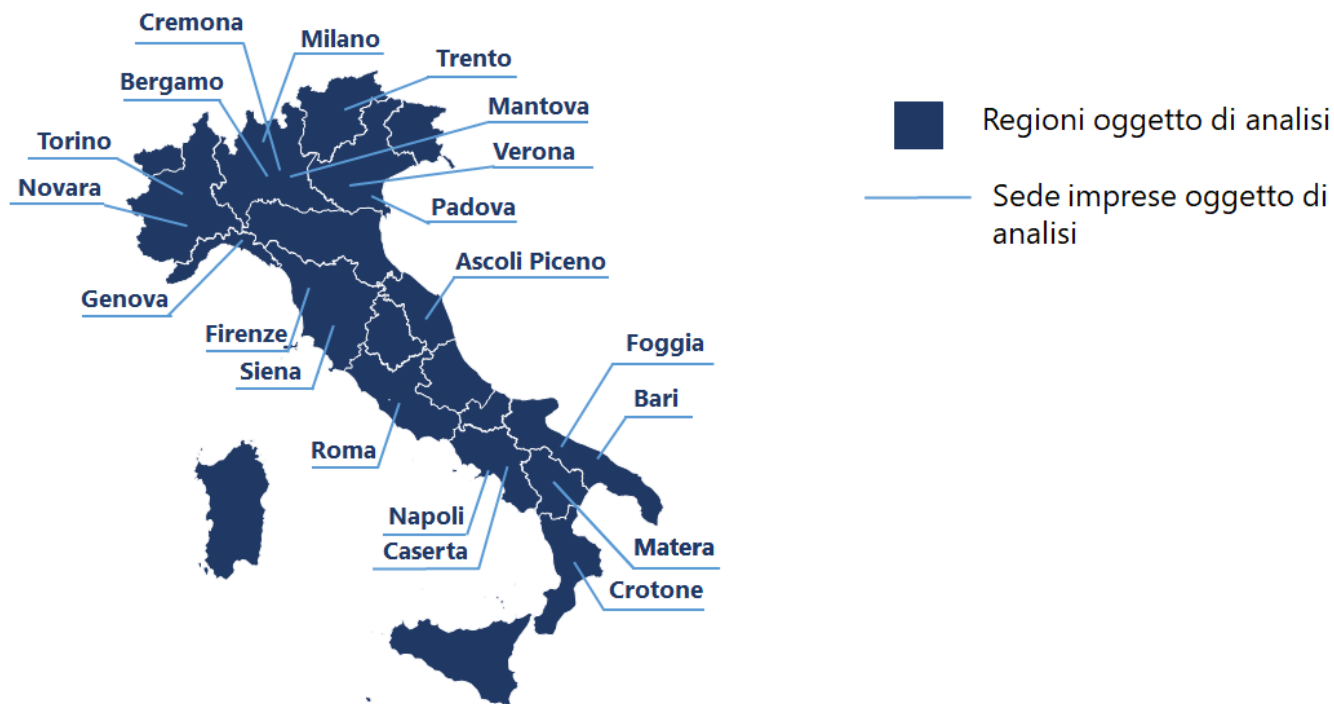 Cremona
Milano
Trento
Bergamo
Mantova
Torino
Verona
Novara
Padova
Ascoli Piceno
Genova
Firenze
Siena
Foggia
Bari
Roma
Napoli
Caserta
Matera
Crotone
Regioni oggetto di analisi
Sede imprese oggetto di
analisi